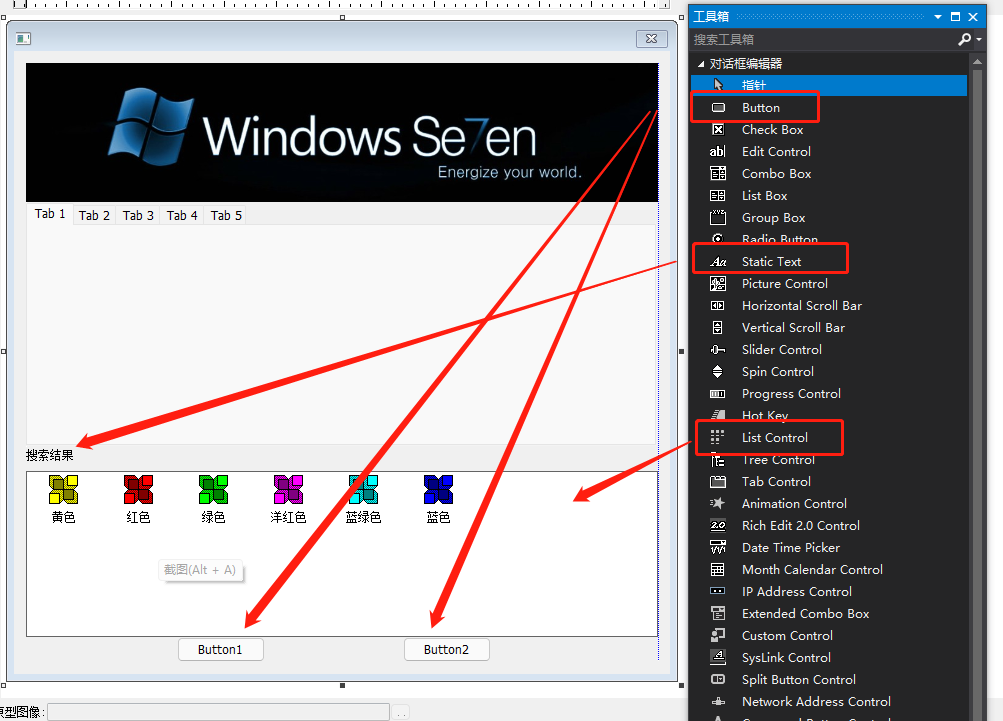 工具箱
搜索工具箱
对话框编辑器
指针
Button
Check Box
Edit Control
Combo Box
List Box
Group Box
Radio Button
Static Text
Picture Control
Horizontal Scroll Bar
Vertical Scroll Bar
Slider Control
Spin Control
Progress Control
Hot Key
List Control
Tree Control
Tab Control
Animation Control
Rich Edit 2.0 Control
Date Time Picker
Month Calendar Control
IP Address Control
Extended Combo Box
Custom Control
SysLink Control
Split Button Control
Network Address Control
Windows Se7en
Energize your world.
Tab 1 Tab 2 Tab 3 Tab 4 Tab 5
搜索结果
黄色 红色 绿色 洋红色 蓝绿色 蓝色
截图(Alt + A)
Button1 Button2
原型图像: